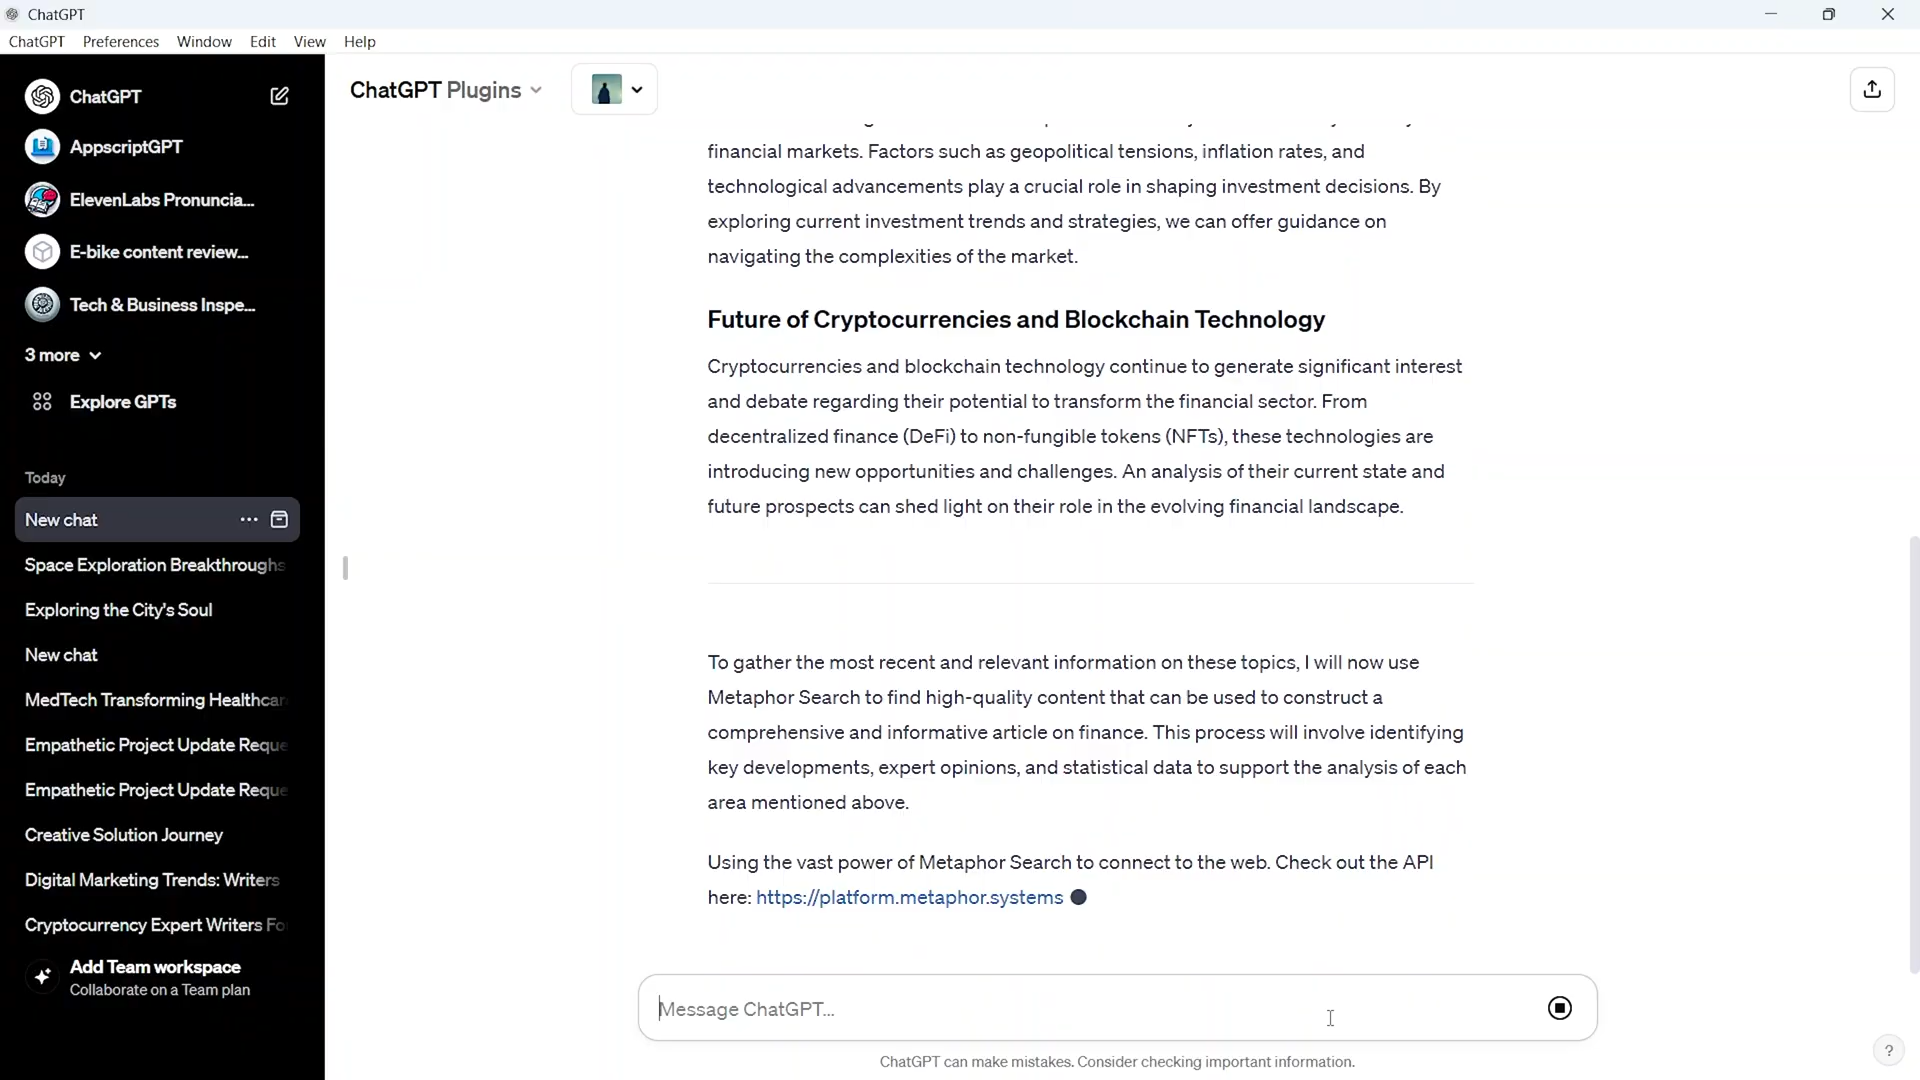 ChatGPT
ChatGPT Preferences Window Edit View Help
ChatGPT
AppscriptGPT
ElevenLabs Pronuncia...
E-bike content review...
Tech & Business Inspe...
3 more
Explore GPTs
Today
New chat
Space Exploration Breakthroughs
Exploring the City's Soul
New chat
MedTech Transforming Healthcar
Empathetic Project Update Reque
Empathetic Project Update Reque
Creative Solution Journey
Digital Marketing Trends: Writers
Cryptocurrency Expert Writers Fo
Add Team workspace
Collaborate on a Team plan
ChatGPT Plugins
financial markets. Factors such as geopolitical tensions, inflation rates, and
technological advancements play a crucial role in shaping investment decisions. By
exploring current investment trends and strategies, we can offer guidance on
navigating the complexities of the market.
Future of Cryptocurrencies and Blockchain Technology
Cryptocurrencies and blockchain technology continue to generate significant interest
and debate regarding their potential to transform the financial sector. From
decentralized finance (DeFi) to non-fungible tokens (NFTs), these technologies are
introducing new opportunities and challenges. An analysis of their current state and
future prospects can shed light on their role in the evolving financial landscape.
To gather the most recent and relevant information on these topics, I will now use
Metaphor Search to find high-quality content that can be used to construct a
comprehensive and informative article on finance. This process will involve identifying
key developments, expert opinions, and statistical data to support the analysis of each
area mentioned above.
Using the vast power of Metaphor Search to connect to the web. Check out the API
here: https://platform.metaphor.systems
Message ChatGPT...
ChatGPT can make mistakes. Consider checking important information.
?